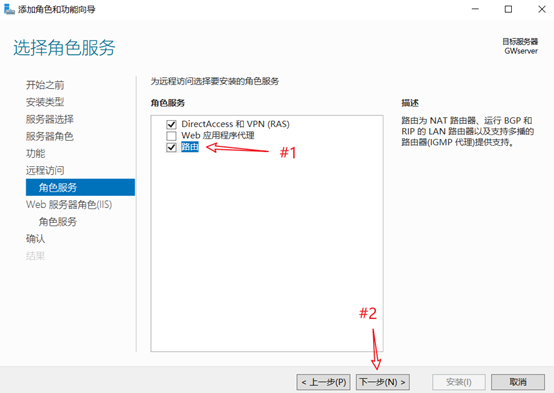 添加角色和功能向导
选择角色服务
目标服务器
GWserver
开始之前
安装类型
服务器选择
服务器角色
功能
远程访问
角色服务
Web 服务器角色(IIS)
角色服务
确认
结果
为远程访问选择要安装的角色服务
角色服务
DirectAccess 和 VPN (RAS)
Web 应用程序代理
路由
#1
描述
路由为 NAT 路由器、运行 BGP 和
RIP 的 LAN 路由器以及支持多播的
路由器(IGMP 代理)提供支持。
#2
< 上一步(P)
下一步(N) >
安装(I)
取消